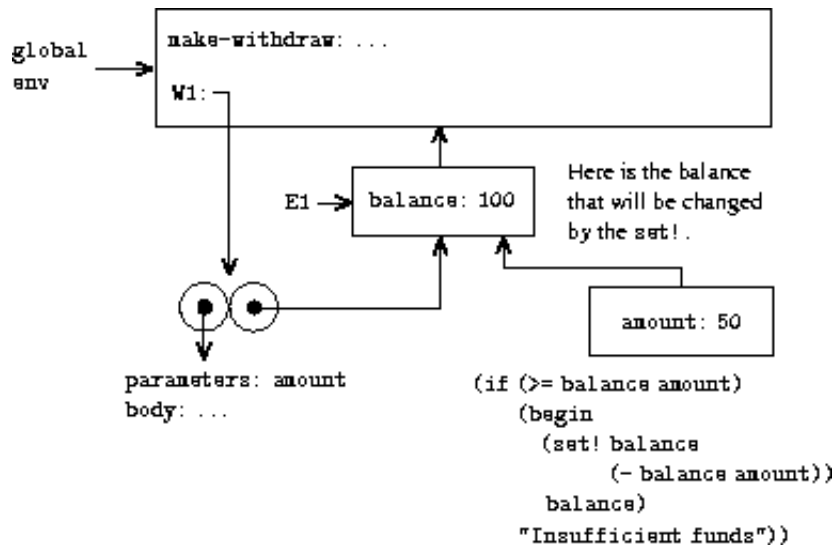 make-withdraw: ...
global
env
W1:
Here is the balance
that will be changed
by the set! .
E1
balance: 100
amount: 50
parameters: amount
body: ...
(if (>= balance amount)
(begin
(set! balance
(- balance amount))
balance)
"Insufficient funds"))